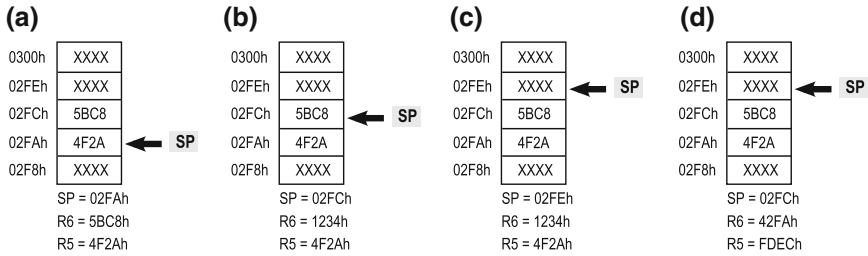 (a) (b) (c) (d)
0300h XXXX 0300h XXXX 0300h XXXX 0300h XXXX
02FEh XXXX 02FEh XXXX 02FEh XXXX SP 02FEh XXXX SP
02FCh 5BC8 02FCh 5BC8 SP 02FCh 5BC8 02FCh 5BC8
02FAh 4F2A SP 02FAh 4F2A 02FAh 4F2A 02FAh 4F2A
02F8h XXXX 02F8h XXXX 02F8h XXXX 02F8h XXXX
SP = 02FAh SP = 02FCh SP = 02FEh SP = 02FCh
R6 = 5BC8h R6 = 1234h R6 = 1234h R6 = 42FAh
R5 = 4F2Ah R5 = 4F2Ah R5 = 4F2Ah R5 = FDECh